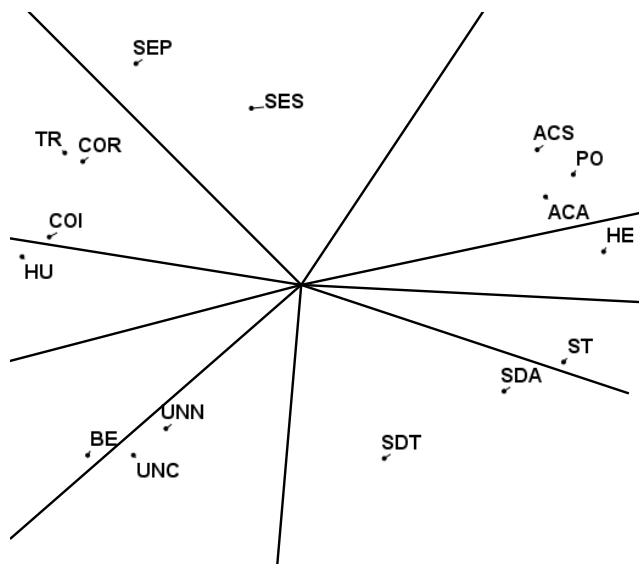 SEP
SES
ACS
TR
COR
PO
ACA
COI
HE
HU
ST
SDA
UNN
BE
SDT
UNC